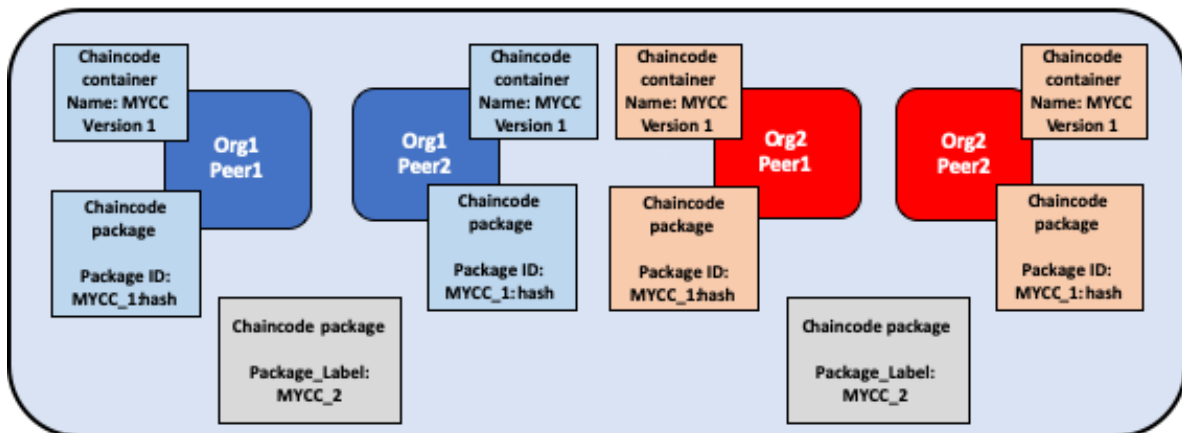 Chaincode
container
Name: MYCC
Version 1
Org1
Peer1
Chaincode
package
Package ID:
MYCC_1:hash
Chaincode
container
Name: MYCC
Version 1
Org1
Peer2
Chaincode
package
Package ID:
MYCC_1:hash
Chaincode package
Package_Label:
MYCC_2
Chaincode
container
Name: MYCC
Version 1
Org2
Peer1
Chaincode
package
Package ID:
MYCC_1:hash
Chaincode
container
Name: MYCC
Version 1
Org2
Peer2
Chaincode
package
Package ID:
MYCC_1:hash
Chaincode package
Package_Label:
MYCC_2